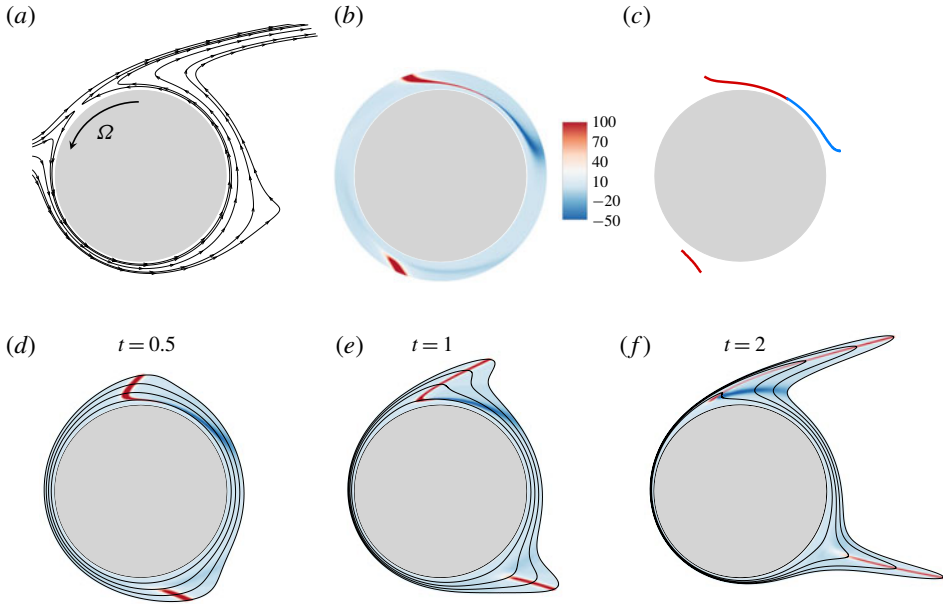 (a)
(b)
(c)
Ω
100
70
40
10
−20
−50
(d) t = 0.5
(e) t = 1
(f) t = 2